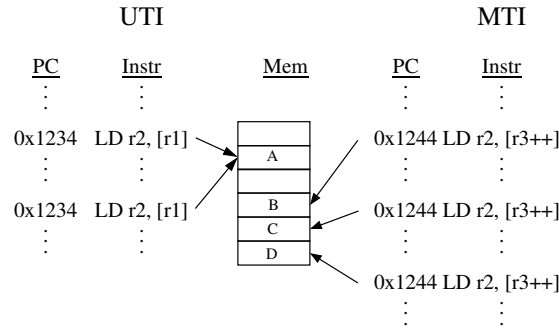 UTI MTI
PC Instr Mem PC Instr
0x1234 LD r2, [r1] 0x1244 LD r2, [r3++]
A
0x1234 LD r2, [r1] B 0x1244 LD r2, [r3++]
C
D
0x1244 LD r2, [r3++]